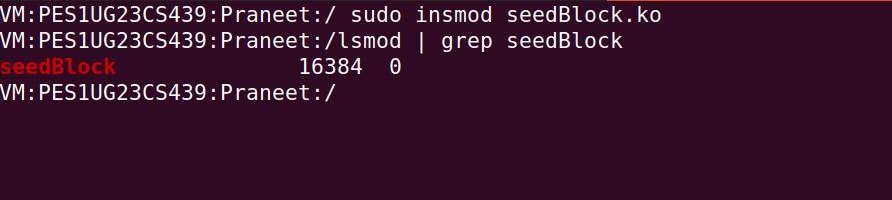 VM:PES1UG23CS439:Praneet:/ sudo insmod seedBlock.ko
VM:PES1UG23CS439:Praneet:/lsmod | grep seedBlock
seedBlock              16384  0
VM:PES1UG23CS439:Praneet:/